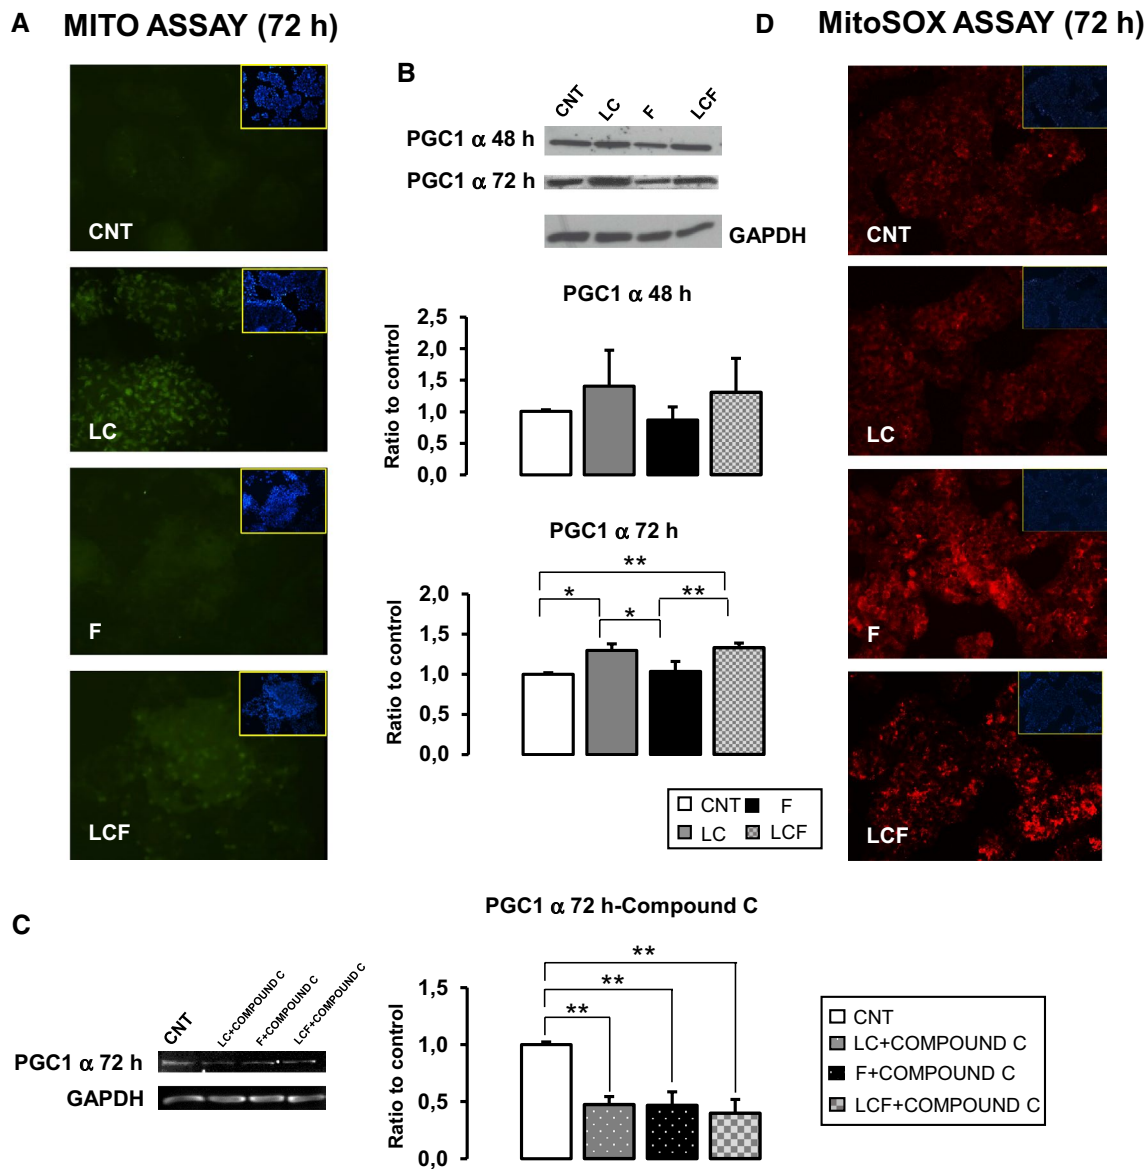 A MITO ASSAY (72 h)
CNT
LC
F
LCF
B
CNT LC F LCF
PGC1 α 48 h
PGC1 α 72 h
GAPDH
PGC1 α 48 h
Ratio to control
2,5
2,0
1,5
1,0
0,5
0,0
PGC1 α 72 h
Ratio to control
2,0
1,5
1,0
0,5
0,0
* * ** **
CNT F
LC LCF
D MitoSOX ASSAY (72 h)
CNT
LC
F
LCF
C
CNT LC+COMPOUND C F+COMPOUND C LCF+COMPOUND C
PGC1 α 72 h
GAPDH
PGC1 α 72 h-Compound C
Ratio to control
1,5
1,0
0,5
0,0
** ** **
CNT
LC+COMPOUND C
F+COMPOUND C
LCF+COMPOUND C